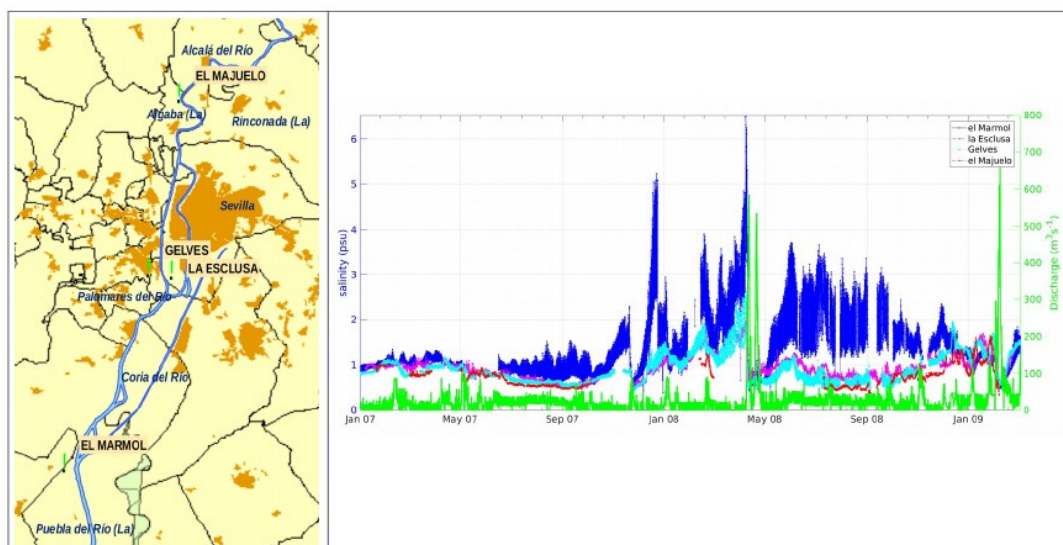 Alcalá del Río
EL MAJUELO
Algaba (La)
Rinconada (La)
Sevilla
GELVES
LA ESCLUSA
Palomares del Río
Coria del Río
EL MARMOL
Puebla del Río (La)
salinity (psu)
6
5
4
3
2
1
0
el Marmol
la Esclusa
Gelves
el Majuelo
800
700
600
500
400
300
200
100
0
Discharge (m³s⁻¹)
Jan 07 May 07 Sep 07 Jan 08 May 08 Sep 08 Jan 09